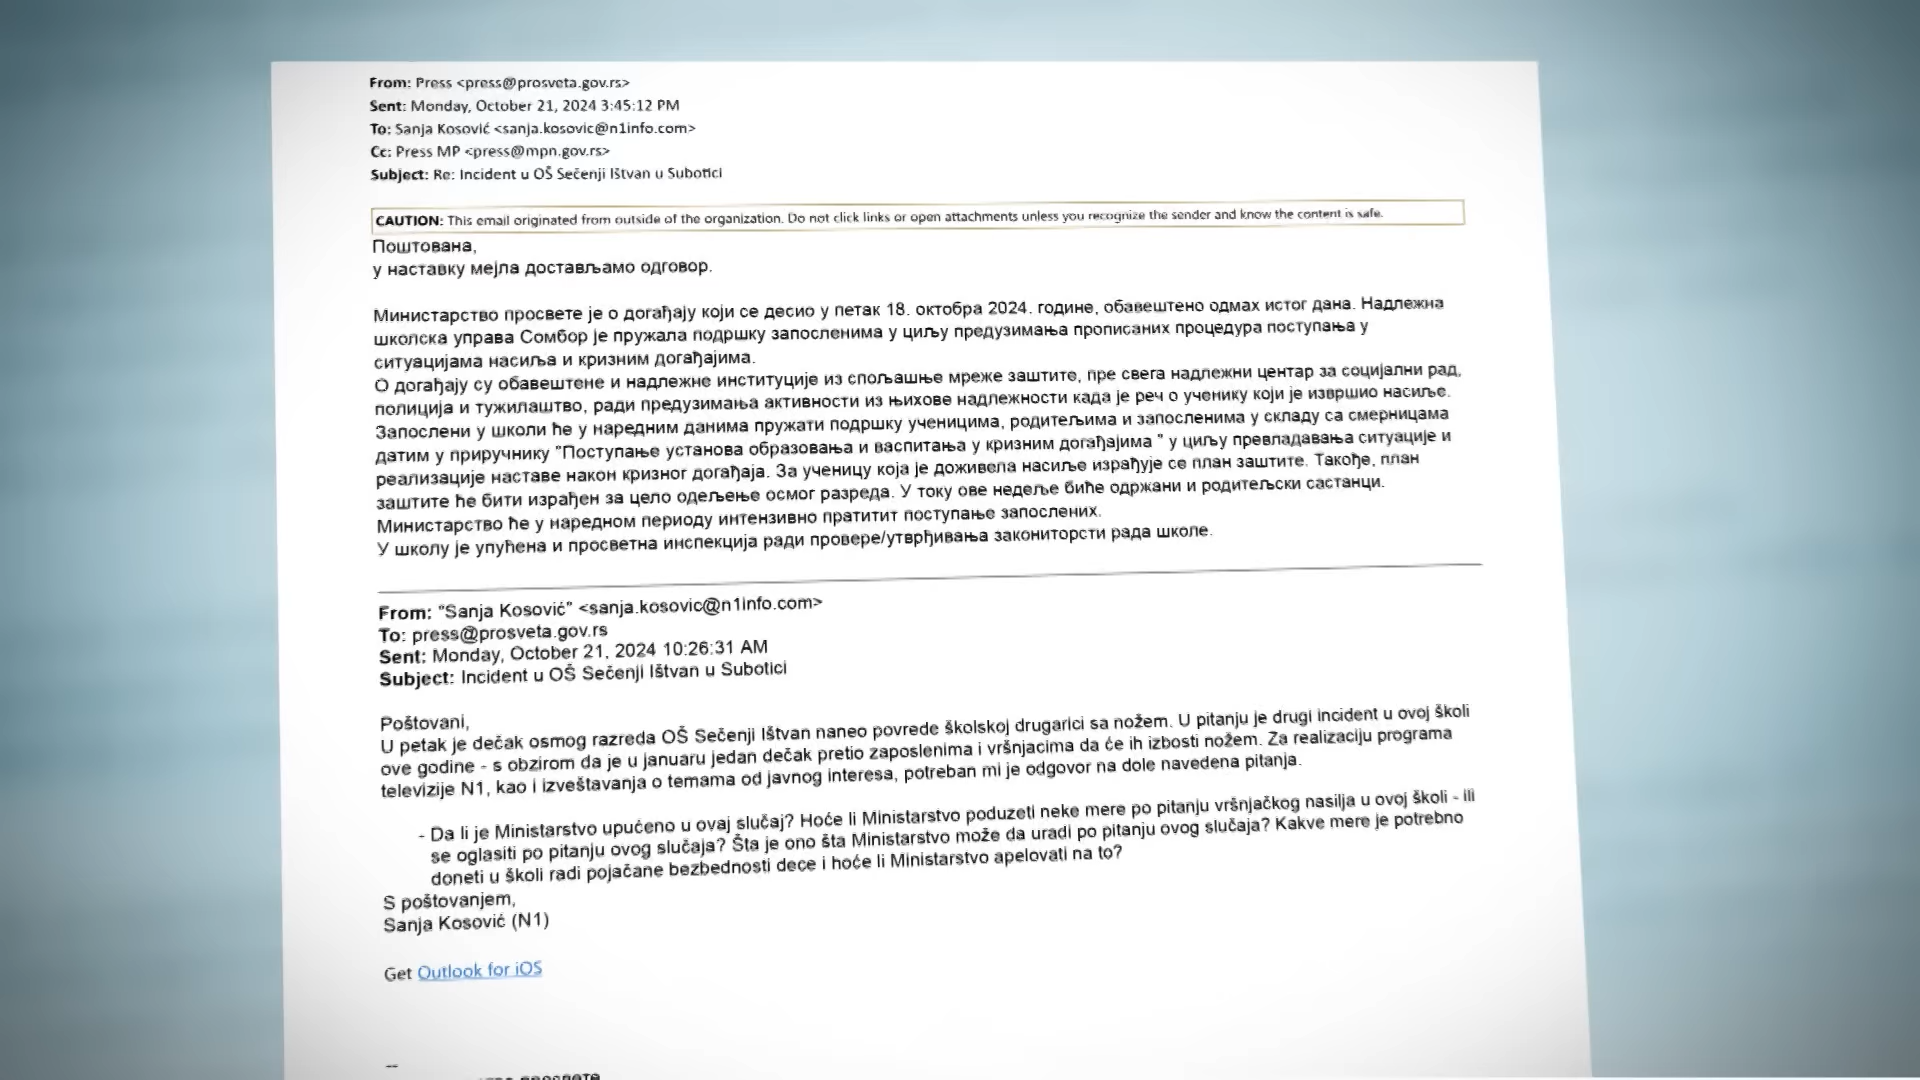 From: Press <press@prosveta.gov.rs>
Sent: Monday, October 21, 2024 3:45:12 PM
To: Sanja Kosović <sanja.kosovic@n1info.com>
Cc: Press MP <press@mpn.gov.rs>
Subject: Re: Incident u OŠ Sečenji Ištvan u Subotici
CAUTION: This email originated from outside of the organization. Do not click links or open attachments unless you recognize the sender and know the content is safe.
Поштована,
у наставку мејла достављамо одговор.
Министарство просвете је о догађају који се десио у петак 18. октобра 2024. године, обавештено одмах истог дана. Надлежна
школска управа Сомбор је пружала подршку запосленима у циљу предузимања прописаних процедура поступања у
ситуацијама насиља и кризним догађајима.
О догађају су обавештене и надлежне институције из спољашње мреже заштите, пре свега надлежни центар за социјални рад,
полиција и тужилаштво, ради предузимања активности из њихове надлежности када је реч о ученику који је извршио насиље.
Запослени у школи ће у наредним данима пружати подршку ученицима, родитељима и запосленима у складу са смерницама
датим у приручнику "Поступање установа образовања и васпитања у кризним догађајима " у циљу превладавања ситуације и
реализације наставе након кризног догађаја. За ученицу која је доживела насиље израђује се план заштите. Такође, план
заштите ће бити израђен за цело одељење осмог разреда. У току ове недеље биће одржани и родитељски састанци.
Министарство ће у наредном периоду интензивно пратитит поступање запослених.
У школу је упућена и просветна инспекција ради провере/утврђивања закониторсти рада школе.
From: "Sanja Kosović" <sanja.kosovic@n1info.com>
To: press@prosveta.gov.rs
Sent: Monday, October 21, 2024 10:26:31 AM
Subject: Incident u OŠ Sečenji Ištvan u Subotici
Poštovani,
U petak je dečak osmog razreda OŠ Sečenji Ištvan naneo povrede školskoj drugarici sa nožem. U pitanju je drugi incident u ovoj školi
ove godine - s obzirom da je u januaru jedan dečak pretio zaposlenima i vršnjacima da će ih izbosti nožem. Za realizaciju programa
televizije N1, kao i izveštavanja o temama od javnog interesa, potreban mi je odgovor na dole navedena pitanja.
- Da li je Ministarstvo upućeno u ovaj slučaj? Hoće li Ministarstvo poduzeti neke mere po pitanju vršnjačkog nasilja u ovoj školi - ili
se oglasiti po pitanju ovog slučaja? Šta je ono šta Ministarstvo može da uradi po pitanju ovog slučaja? Kakve mere je potrebno
doneti u školi radi pojačane bezbednosti dece i hoće li Ministarstvo apelovati na to?
S poštovanjem,
Sanja Kosović (N1)
Get Outlook for iOS
--
просвете